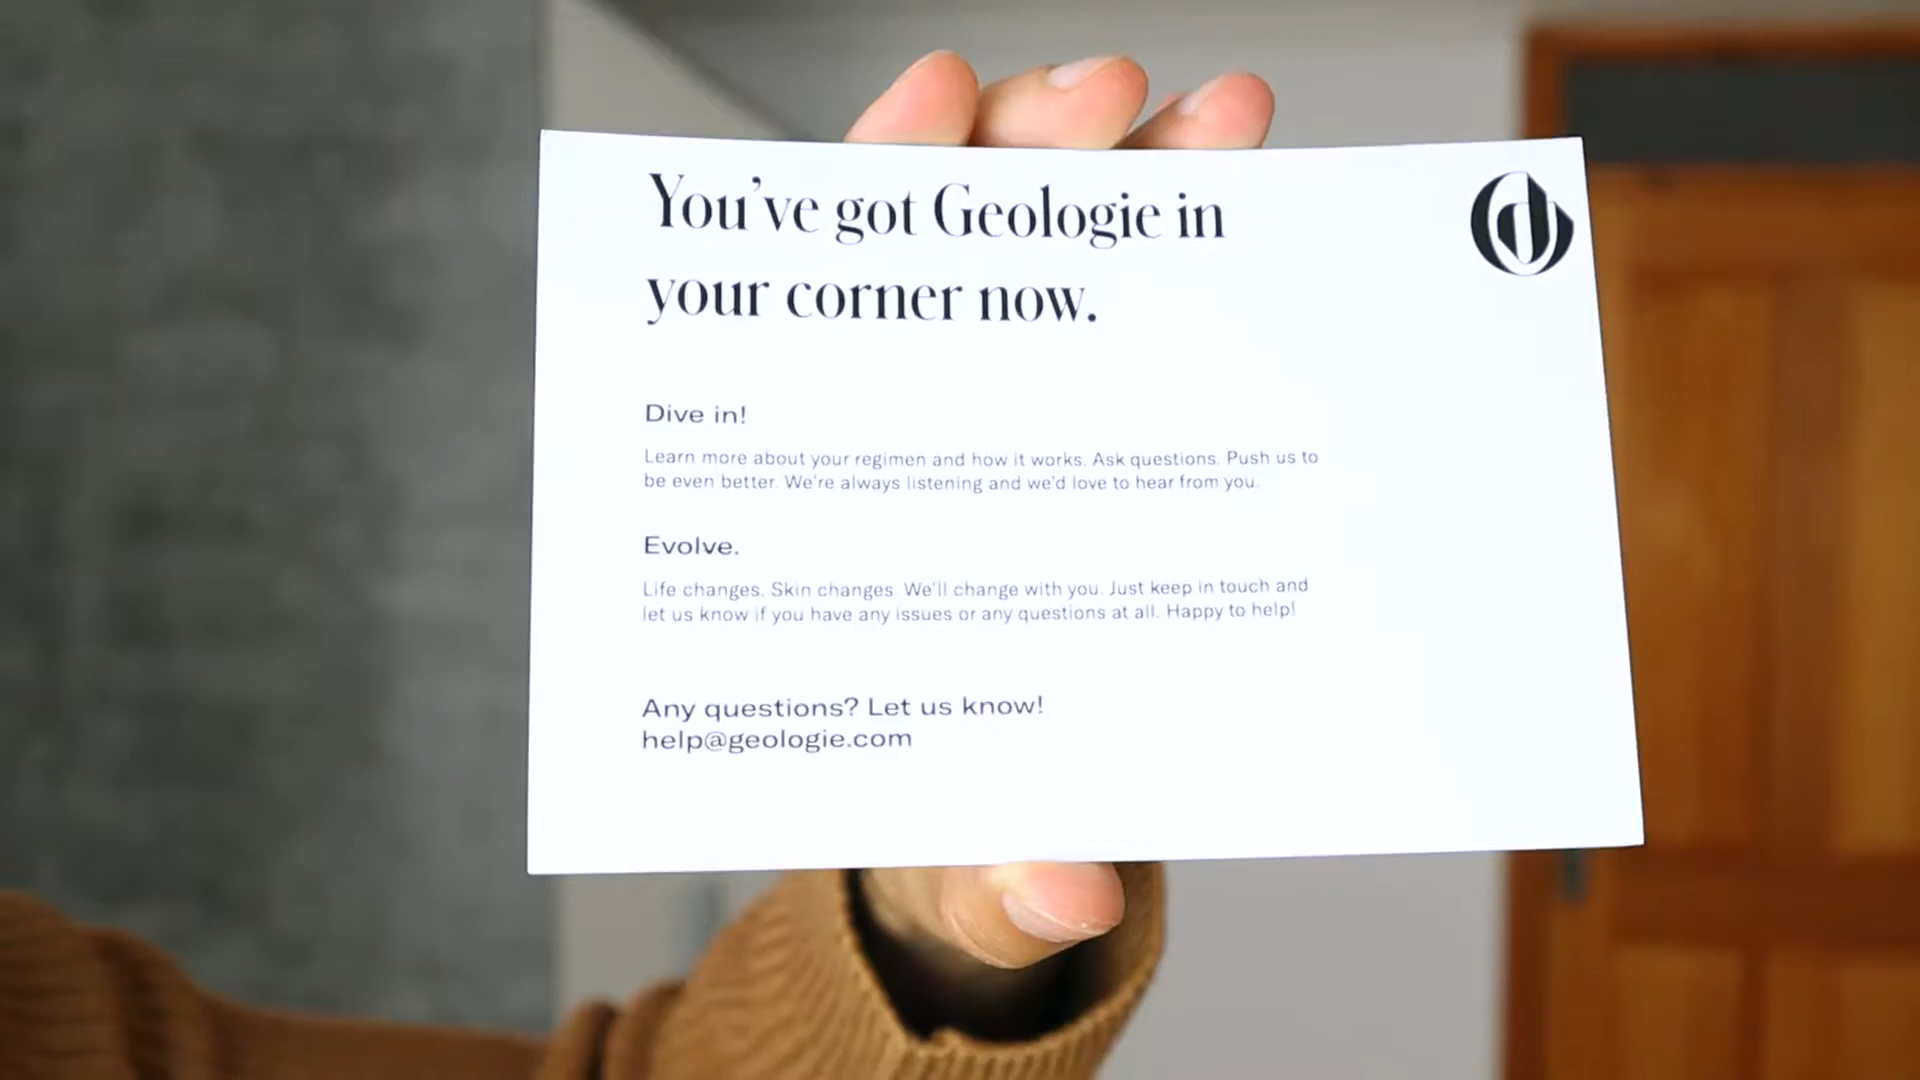 You've got Geologie in
your corner now.
Dive in!
Learn more about your regimen and how it works. Ask questions. Push us to
be even better. We're always listening and we'd love to hear from you.
Evolve.
Life changes. Skin changes. We'll change with you. Just keep in touch and
let us know if you have any issues or any questions at all. Happy to help!
Any questions? Let us know!
help@geologie.com